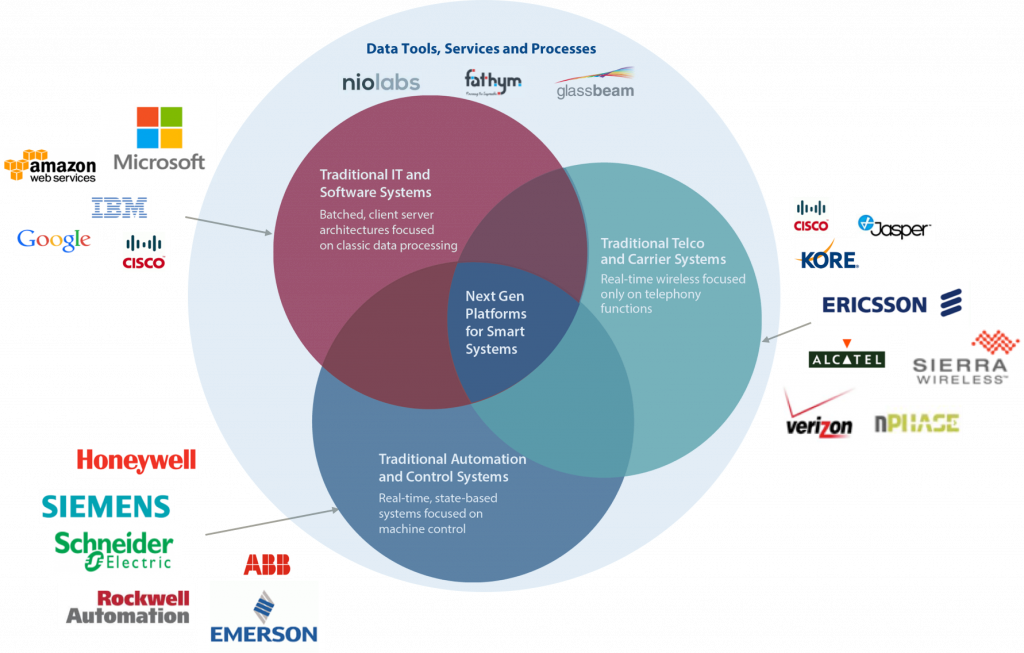 Data Tools, Services and Processes
niolabs
fathym
glassbeam
Microsoft
amazon
web services
IBM
Google
CISCO
Traditional IT and
Software Systems
Batched, client server
architectures focused
on classic data processing
Traditional Telco
and Carrier Systems
Real-time wireless focused
only on telephony
functions
Next Gen
Platforms
for Smart
Systems
CISCO
Jasper™
KORE®
ERICSSON
ALCATEL
SIERRA
WIRELESS™
verizon
nPHASE
Traditional Automation
and Control Systems
Real-time, state-based
systems focused on
machine control
Honeywell
SIEMENS
Schneider
Electric
ABB
Rockwell
Automation
EMERSON